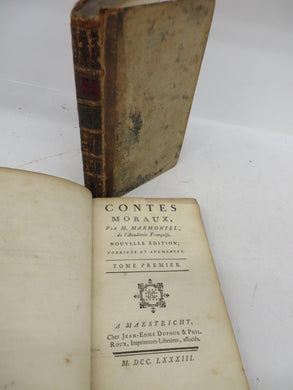 CONTES
MORAUX,
PAR M. MARMONTEL,
de l'Académie Françoise.
NOUVELLE EDITION,
CORRIGÉE ET AUGMENTÉE.
TOME PREMIER.
A MAESTRICHT,
Chez JEAN-EDME DUFOUR & PHIL.
ROUX, Imprimeurs-Libraires, associés.
M. DCC. LXXXIII.